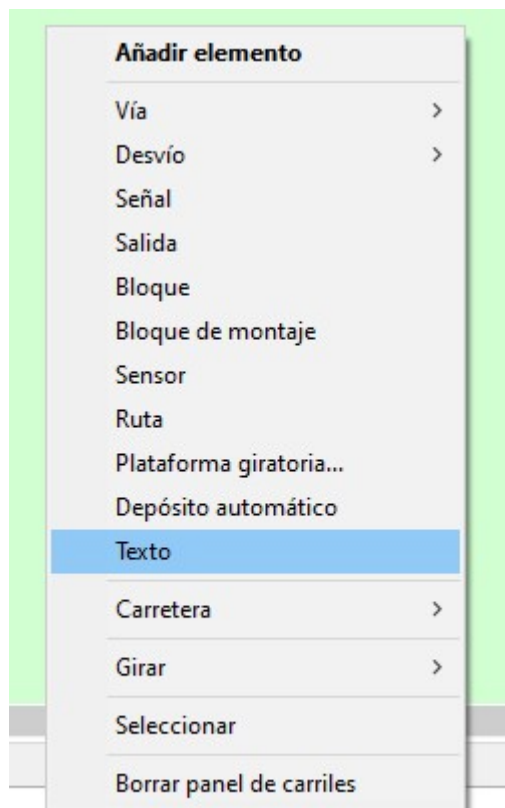 Añadir elemento
Vía
Desvío
Señal
Salida
Bloque
Bloque de montaje
Sensor
Ruta
Plataforma giratoria...
Depósito automático
Texto
Carretera
Girar
Seleccionar
Borrar panel de carriles